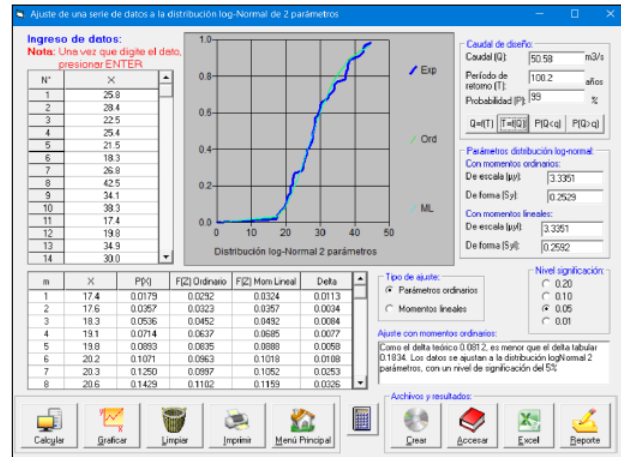 Ajuste de una serie de datos a la distribución log-Normal de 2 parámetros
Ingreso de datos:
Nota: Una vez que digite el dato,
presionar ENTER
N° X
1 25.8
2 28.4
3 22.5
4 25.4
5 21.5
6 18.3
7 26.8
8 42.5
9 34.1
10 38.3
11 17.4
12 19.8
13 34.9
14 30.0
1.0
0.8
0.6
0.4
0.2
0.0
0 10 20 30 40 50
Distribución log-Normal 2 parámetros
Exp
Ord
ML
Caudal de diseño:
Caudal (Q): 50.58 m3/s
Período de
retorno (T): 100.2 años
Probabilidad (P): 99 %
Q=f(T) T=f(Q) P(Q<q) P(Q>q)
Parámetros distribución log-normal:
Con momentos ordinarios:
De escala (μy): 3.3351
De forma (Sy): 0.2529
Con momentos lineales:
De escala (μyl): 3.3351
De forma (Syl): 0.2592
m X P(X) F(Z) Ordinario F(Z) Mom Lineal Delta
1 17.4 0.0179 0.0292 0.0324 0.0113
2 17.6 0.0357 0.0323 0.0357 0.0034
3 18.3 0.0536 0.0452 0.0492 0.0084
4 19.1 0.0714 0.0637 0.0685 0.0077
5 19.8 0.0893 0.0835 0.0888 0.0058
6 20.2 0.1071 0.0963 0.1018 0.0108
7 20.3 0.1250 0.0997 0.1052 0.0253
8 20.6 0.1429 0.1102 0.1159 0.0326
Tipo de ajuste:
Parámetros ordinarios
Momentos lineales
Nivel significación:
0.20
0.10
0.05
0.01
Ajuste con momentos ordinarios:
Como el delta teórico 0.0812, es menor que el delta tabular
0.1834. Los datos se ajustan a la distribución logNormal 2
parámetros, con un nivel de significación del 5%
Archivos y resultados:
Calcular Graficar Limpiar Imprimir Menú Principal Crear Accesar Excel Reporte